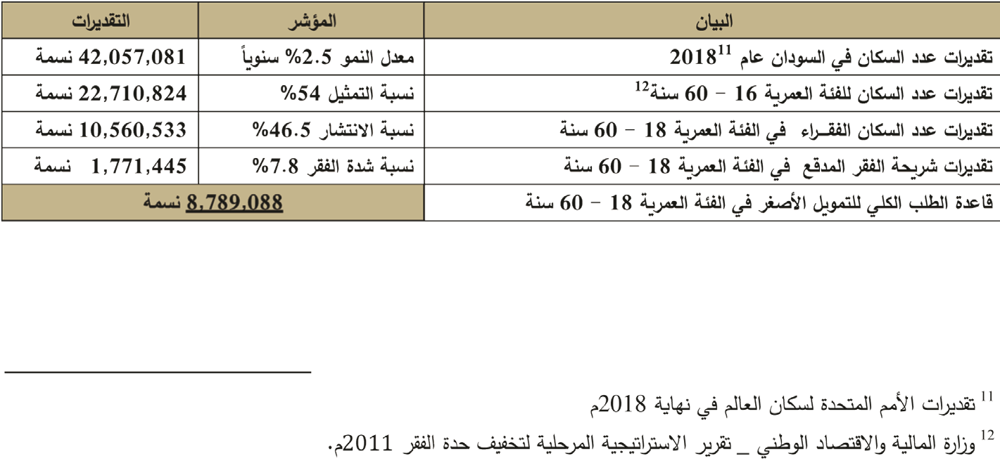 البيان المؤشر التقديرات
تقديرات عدد السكان في السودان عام 2018¹¹ معدل النمو 2.5% سنوياً 42,057,081 نسمة
تقديرات عدد السكان للفئة العمرية 16 – 60 سنة¹² نسبة التمثيل 54% 22,710,824 نسمة
تقديرات عدد السكان الفقـراء في الفئة العمرية 18 – 60 سنة نسبة الانتشار 46.5% 10,560,533 نسمة
تقديرات شريحة الفقر المدقع في الفئة العمرية 18 – 60 سنة نسبة شدة الفقر 7.8% 1,771,445 نسمة
قاعدة الطلب الكلي للتمويل الأصغر في الفئة العمرية 18 – 60 سنة 8,789,088 نسمة
¹¹ تقديرات الأمم المتحدة لسكان العالم في نهاية 2018م
¹² وزارة المالية والاقتصاد الوطني _ تقرير الاستراتيجية المرحلية لتخفيف حدة الفقر 2011م.